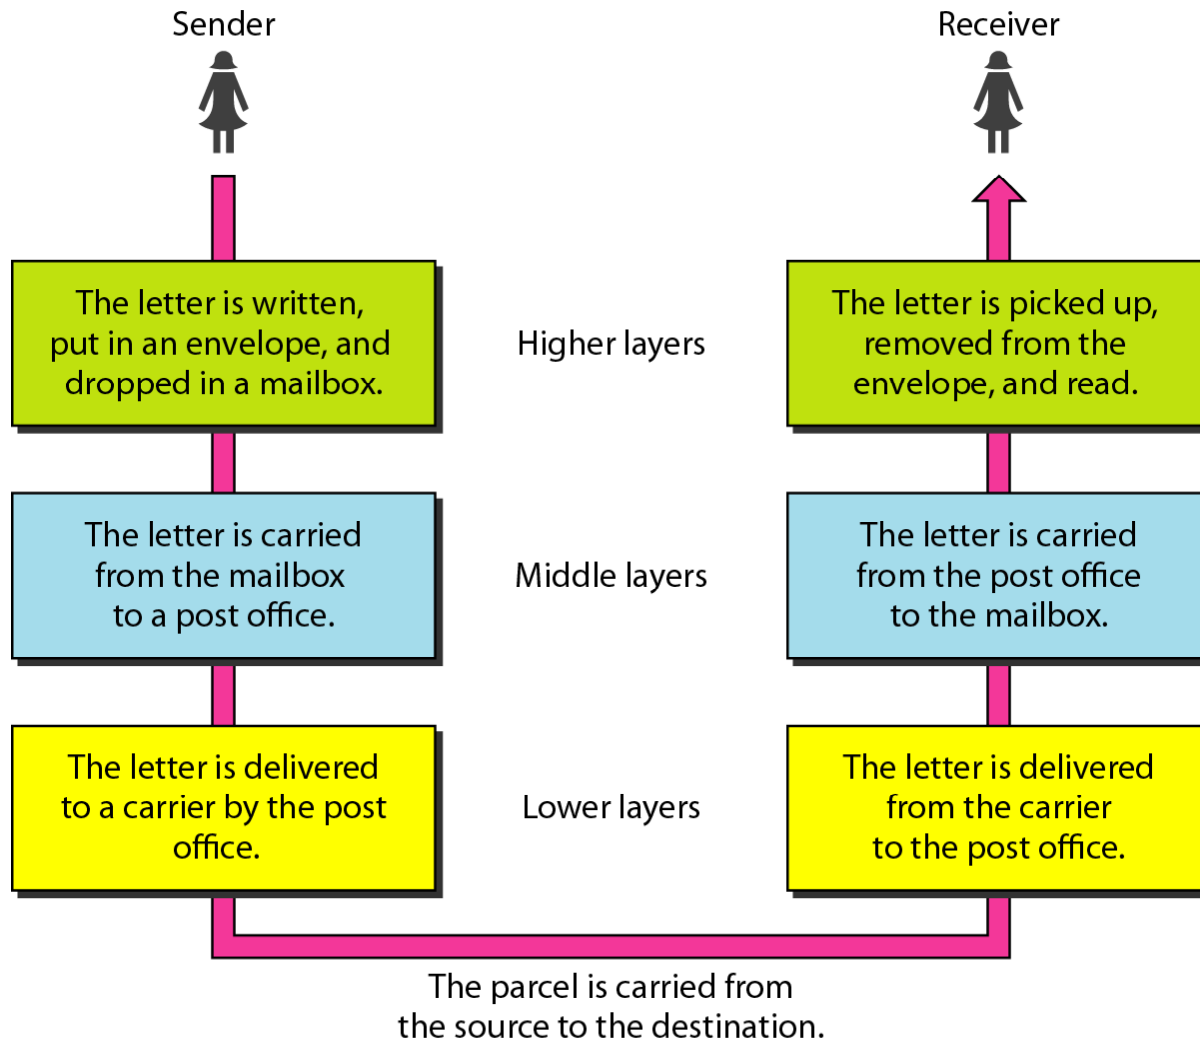 Sender
Receiver
The letter is written,
put in an envelope, and
dropped in a mailbox.
Higher layers
The letter is picked up,
removed from the
envelope, and read.
The letter is carried
from the mailbox
to a post office.
Middle layers
The letter is carried
from the post office
to the mailbox.
The letter is delivered
to a carrier by the post
office.
Lower layers
The letter is delivered
from the carrier
to the post office.
The parcel is carried from
the source to the destination.